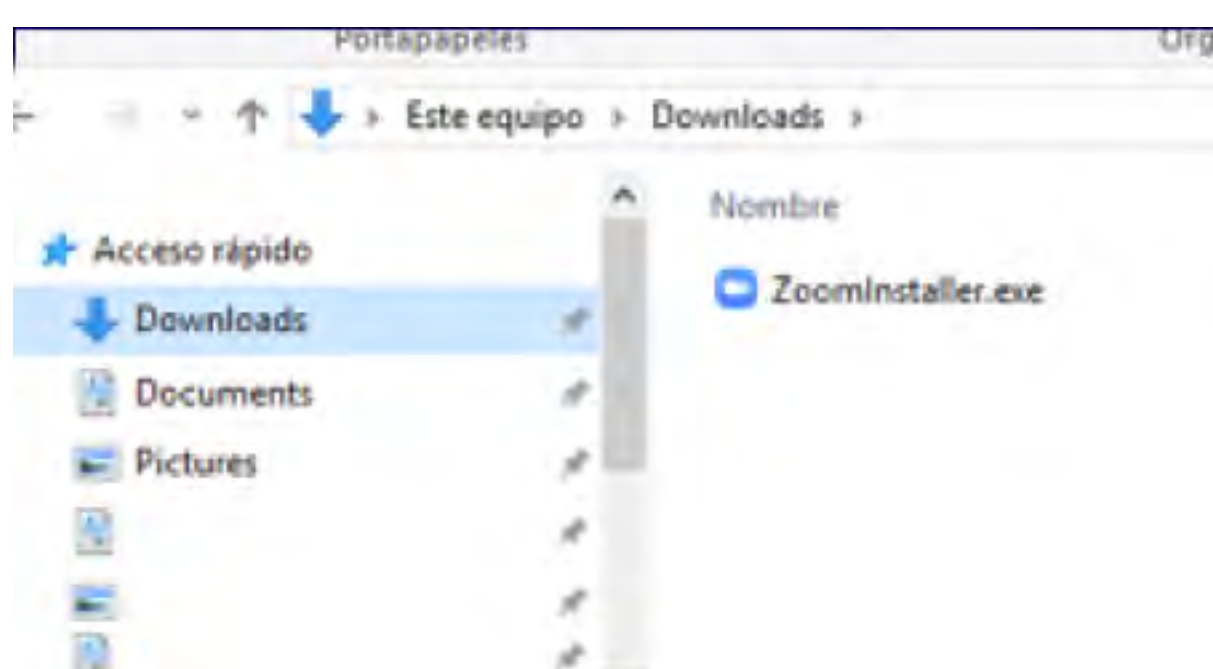 Portapapeles Org
Este equipo > Downloads >
Nombre
Acceso rápido
ZoomInstaller.exe
Downloads
Documents
Pictures